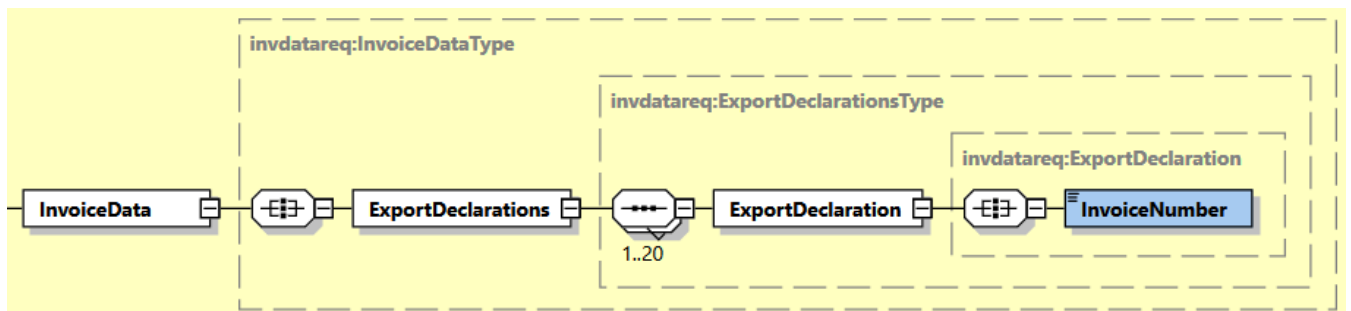 invdatareq:InvoiceDataType
invdatareq:ExportDeclarationsType
invdatareq:ExportDeclaration
InvoiceData
ExportDeclarations
ExportDeclaration
InvoiceNumber
1..20